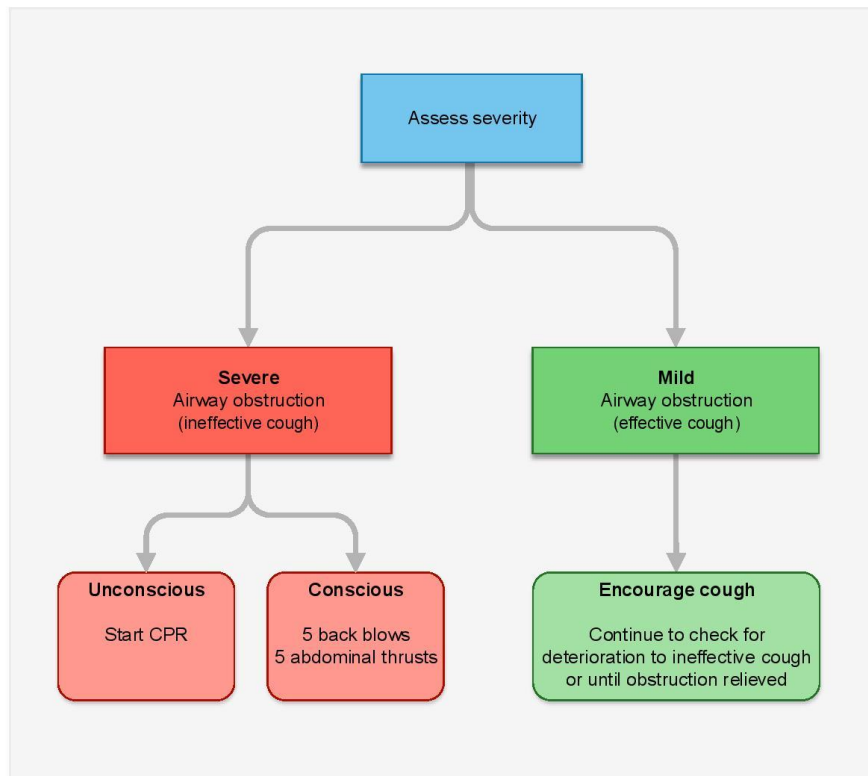 Assess severity
Severe
Airway obstruction
(ineffective cough)
Mild
Airway obstruction
(effective cough)
Unconscious
Start CPR
Conscious
5 back blows
5 abdominal thrusts
Encourage cough
Continue to check for
deterioration to ineffective cough
or until obstruction relieved